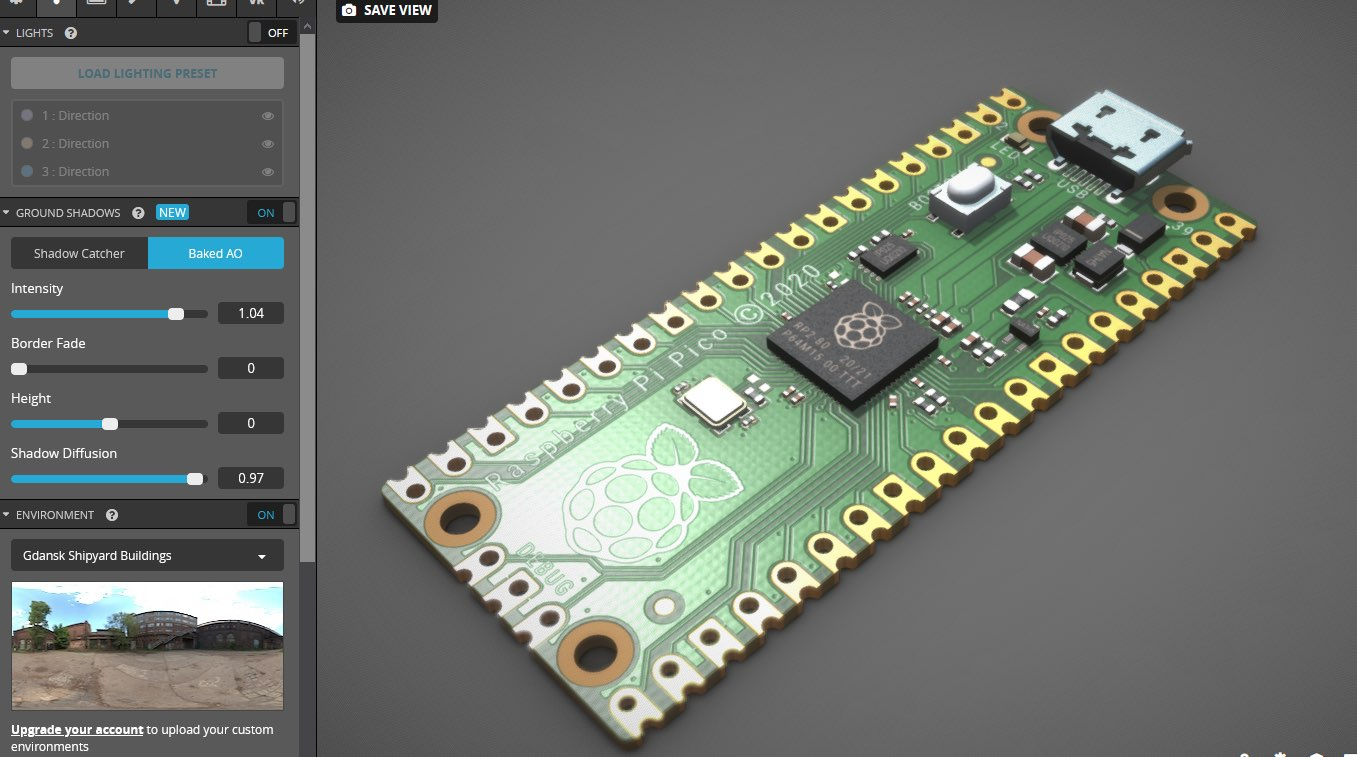 VR
SAVE VIEW
LIGHTS
?
OFF
LOAD LIGHTING PRESET
1 : Direction
2 : Direction
3 : Direction
GROUND SHADOWS
?
NEW
ON
Shadow Catcher
Baked AO
Intensity
1.04
Border Fade
0
Height
0
Shadow Diffusion
0.97
ENVIRONMENT
?
ON
Gdansk Shipyard Buildings
Upgrade your account to upload your custom
environments
1
2
LED
USB
39
Raspberry Pi Pico © 2020
20/21
P64M15.00 TTT
DEBUG